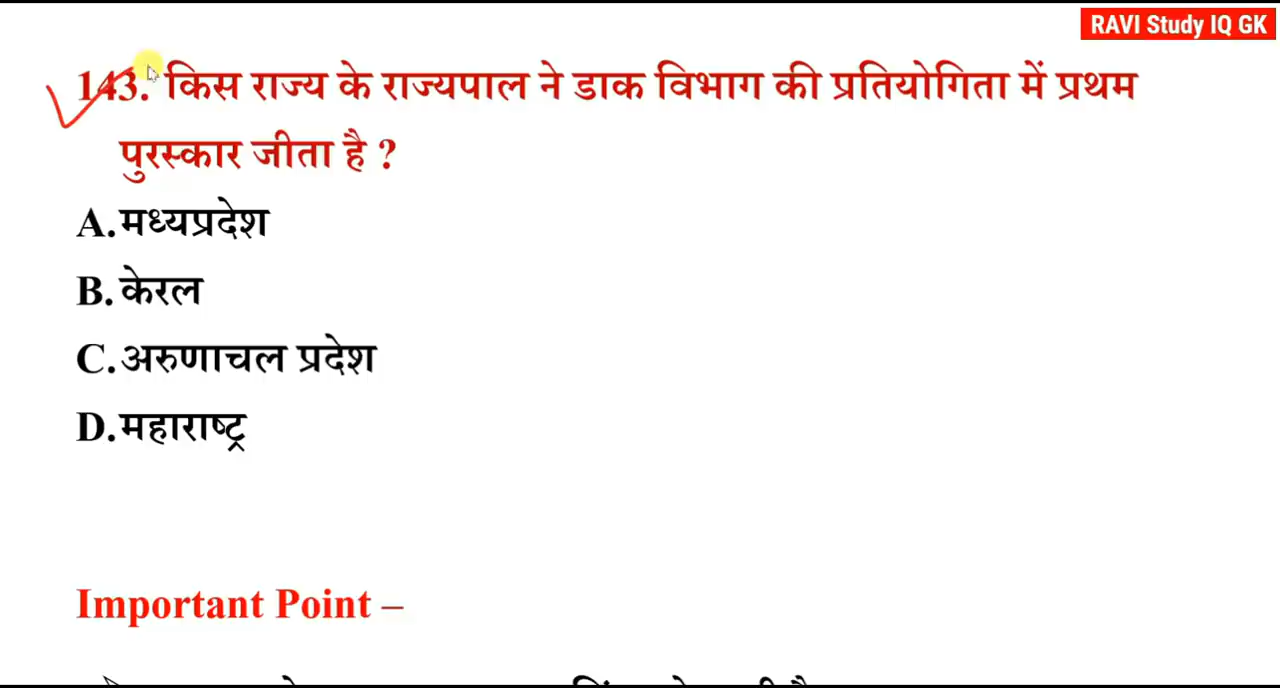 RAVI Study IQ GK
143. किस राज्य के राज्यपाल ने डाक विभाग की प्रतियोगिता में प्रथम
पुरस्कार जीता है ?
A.मध्यप्रदेश
B.केरल
C.अरुणाचल प्रदेश
D.महाराष्ट्र
Important Point –